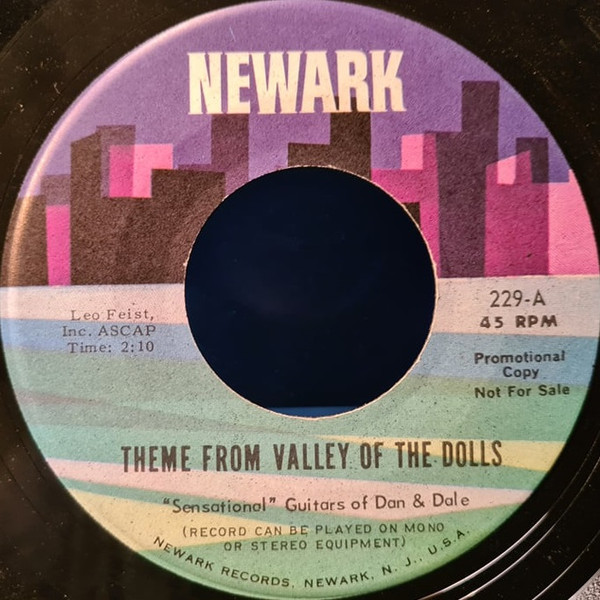 NEWARK
229-A
45 RPM
Leo Feist,
Inc. ASCAP
Time: 2:10
Promotional
Copy
Not For Sale
THEME FROM VALLEY OF THE DOLLS
"Sensational" Guitars of Dan & Dale
(RECORD CAN BE PLAYED ON MONO
OR STEREO EQUIPMENT)
NEWARK RECORDS, NEWARK, N. J., U.S.A.